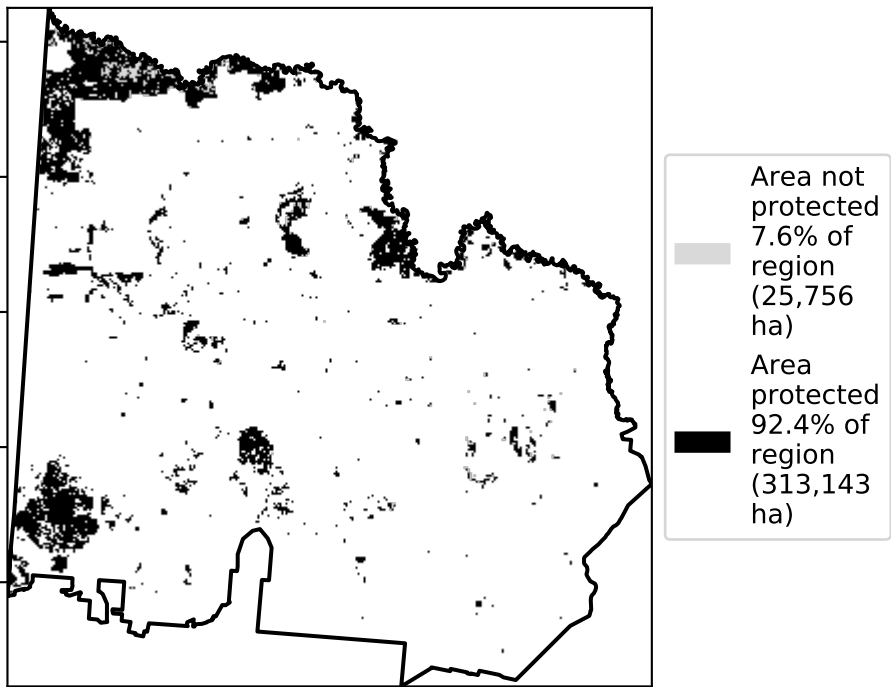 Area not
protected
7.6% of
region
(25,756
ha)
Area
protected
92.4% of
region
(313,143
ha)